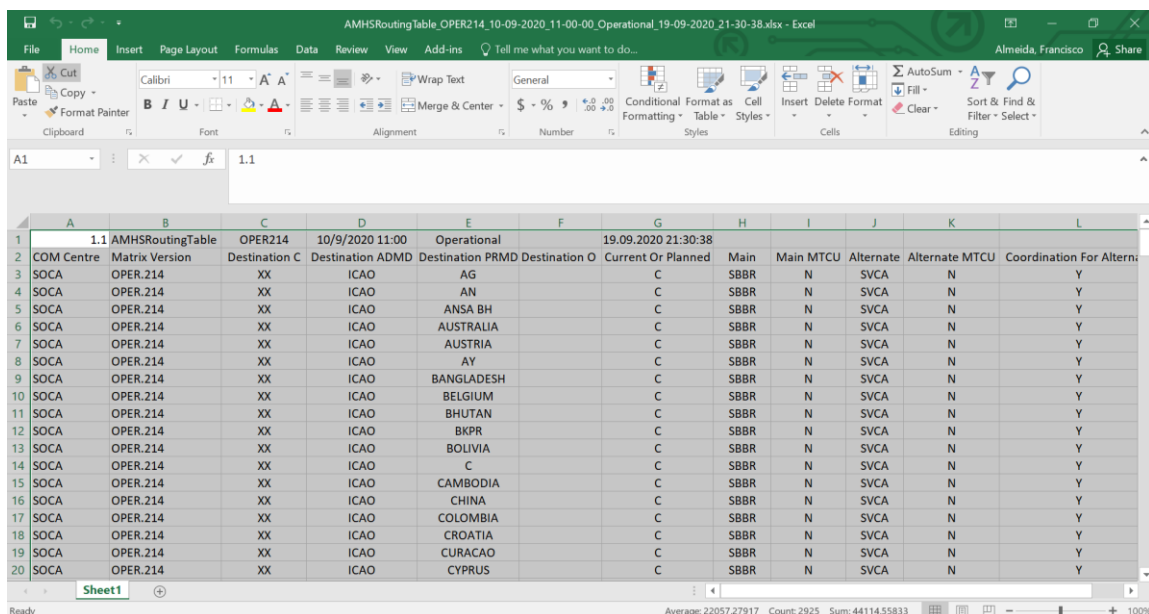 AMHSRoutingTable_OPER214_10-09-2020_11-00-00_Operational_19-09-2020_21-30-38.xlsx - Excel
File Home Insert Page Layout Formulas Data Review View Add-ins Tell me what you want to do... Almeida, Francisco Share
Cut Calibri 11 A A Wrap Text General AutoSum
Copy Fill
Paste Format Painter B I U A Merge & Center $ % , .0 .00 .00 .0 Conditional Formatting Format as Table Cell Styles Insert Delete Format Clear Sort & Filter Find & Select
Clipboard Font Alignment Number Styles Cells Editing
A1 fx 1.1
A B C D E F G H I J K L
1 1.1 AMHSRoutingTable OPER214 10/9/2020 11:00 Operational 19.09.2020 21:30:38
2 COM Centre Matrix Version Destination C Destination ADMD Destination PRMD Destination O Current Or Planned Main Main MTCU Alternate Alternate MTCU Coordination For Alterna
3 SOCA OPER.214 XX ICAO AG C SBBR N SVCA N Y
4 SOCA OPER.214 XX ICAO AN C SBBR N SVCA N Y
5 SOCA OPER.214 XX ICAO ANSA BH C SBBR N SVCA N Y
6 SOCA OPER.214 XX ICAO AUSTRALIA C SBBR N SVCA N Y
7 SOCA OPER.214 XX ICAO AUSTRIA C SBBR N SVCA N Y
8 SOCA OPER.214 XX ICAO AY C SBBR N SVCA N Y
9 SOCA OPER.214 XX ICAO BANGLADESH C SBBR N SVCA N Y
10 SOCA OPER.214 XX ICAO BELGIUM C SBBR N SVCA N Y
11 SOCA OPER.214 XX ICAO BHUTAN C SBBR N SVCA N Y
12 SOCA OPER.214 XX ICAO BKPR C SBBR N SVCA N Y
13 SOCA OPER.214 XX ICAO BOLIVIA C SBBR N SVCA N Y
14 SOCA OPER.214 XX ICAO C C SBBR N SVCA N Y
15 SOCA OPER.214 XX ICAO CAMBODIA C SBBR N SVCA N Y
16 SOCA OPER.214 XX ICAO CHINA C SBBR N SVCA N Y
17 SOCA OPER.214 XX ICAO COLOMBIA C SBBR N SVCA N Y
18 SOCA OPER.214 XX ICAO CROATIA C SBBR N SVCA N Y
19 SOCA OPER.214 XX ICAO CURACAO C SBBR N SVCA N Y
20 SOCA OPER.214 XX ICAO CYPRUS C SBBR N SVCA N Y
Sheet1
Ready Average: 22057.27917 Count: 2925 Sum: 44114.55833 100%